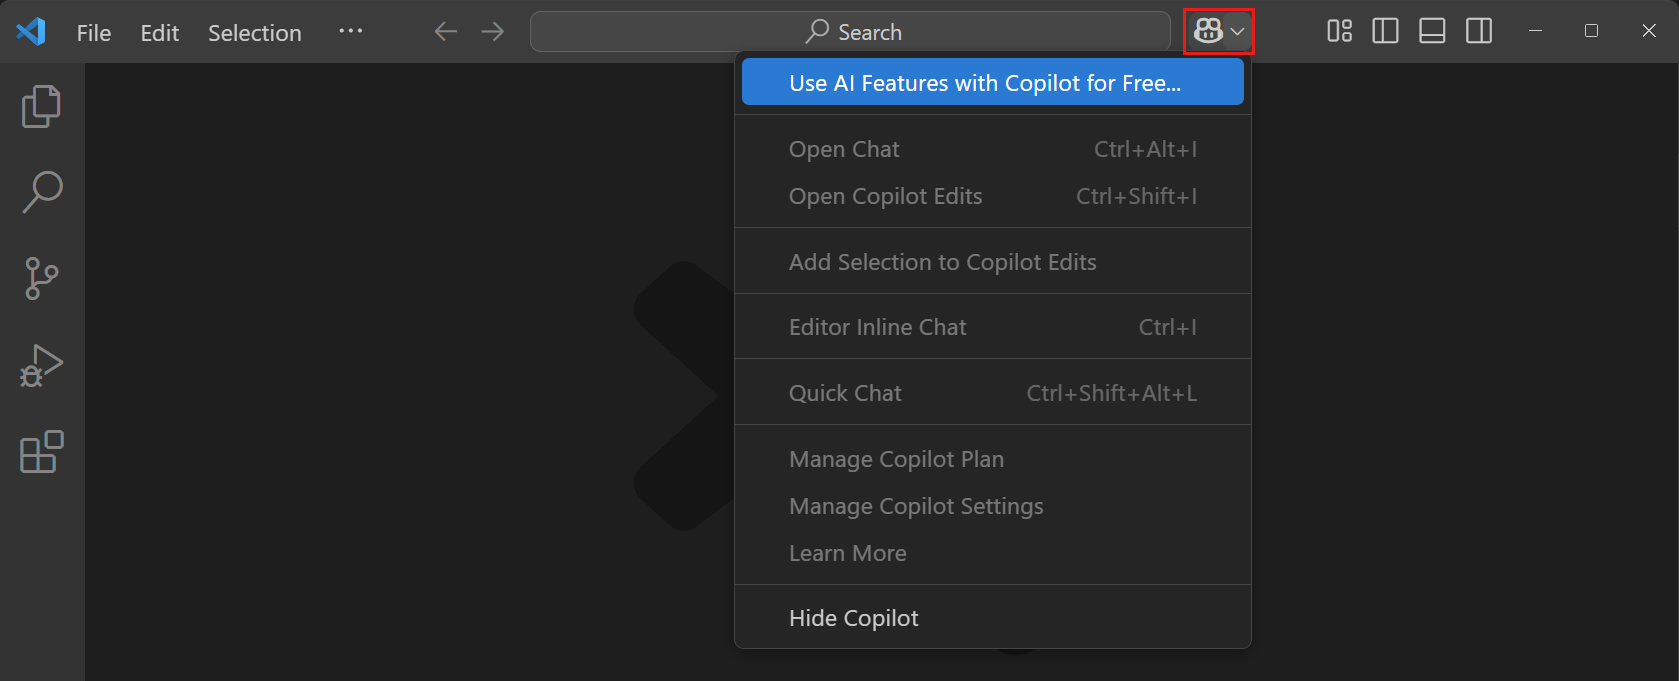 File Edit Selection ··· Search
Use AI Features with Copilot for Free...
Open Chat Ctrl+Alt+I
Open Copilot Edits Ctrl+Shift+I
Add Selection to Copilot Edits
Editor Inline Chat Ctrl+I
Quick Chat Ctrl+Shift+Alt+L
Manage Copilot Plan
Manage Copilot Settings
Learn More
Hide Copilot